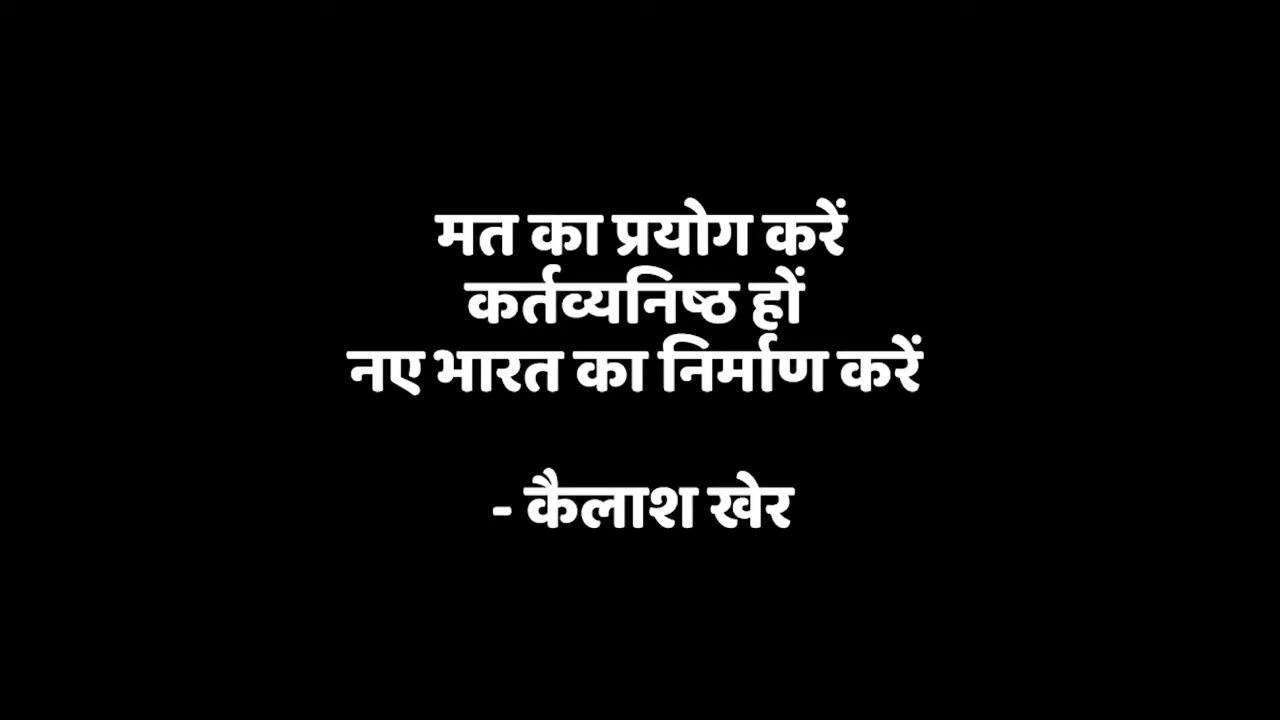 मत का प्रयोग करें
कर्तव्यनिष्ठ हों
नए भारत का निर्माण करें
- कैलाश खेर